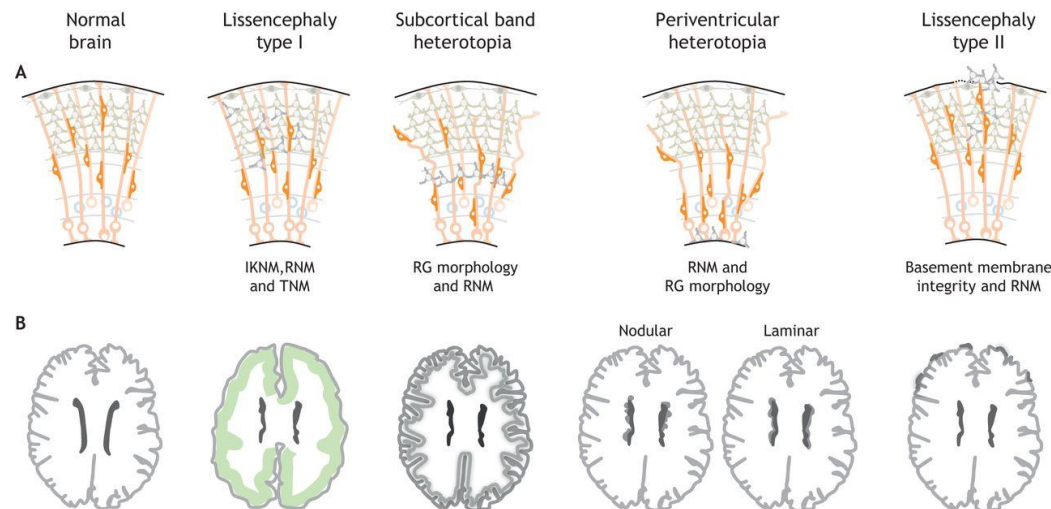 Normal
brain
Lissencephaly
type I
Subcortical band
heterotopia
Periventricular
heterotopia
Lissencephaly
type II
A
IKNM,RNM
and TNM
RG morphology
and RNM
RNM and
RG morphology
Basement membrane
integrity and RNM
B
Nodular
Laminar